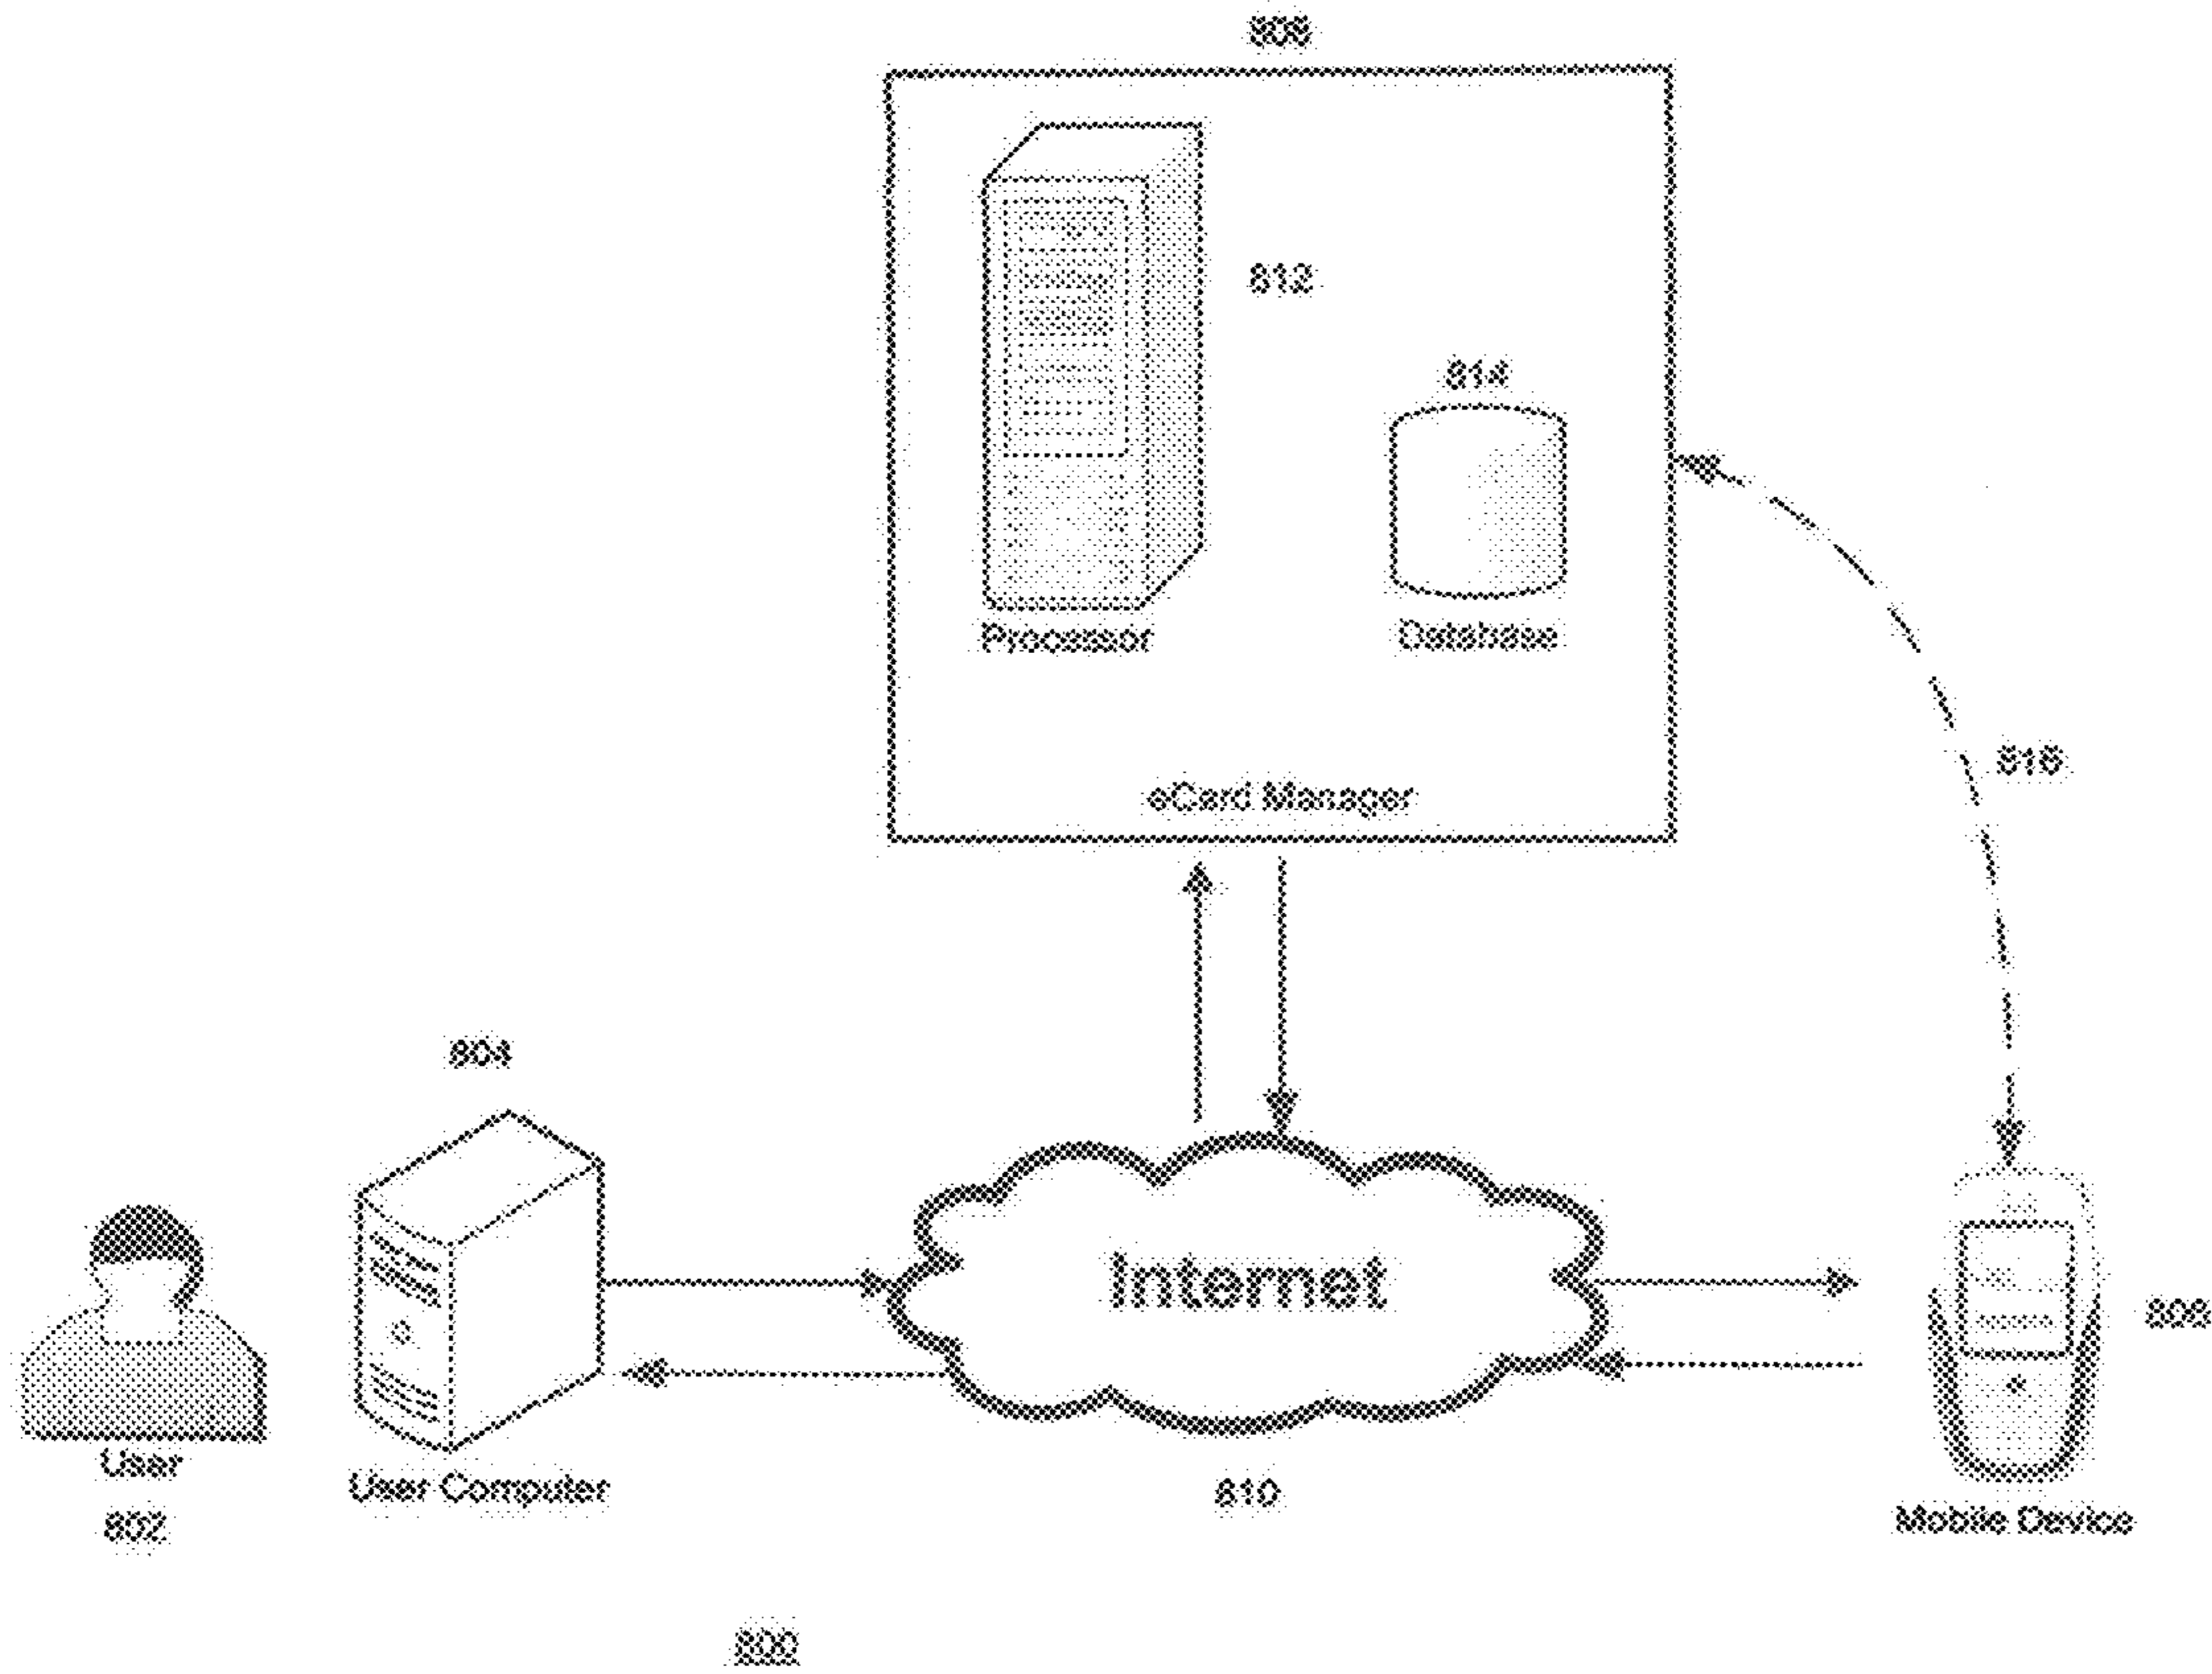 808
812
814
Processor
Database
eCard Manager
816
804
Internet
806
User
User Computer
802
810
Mobile Device
800